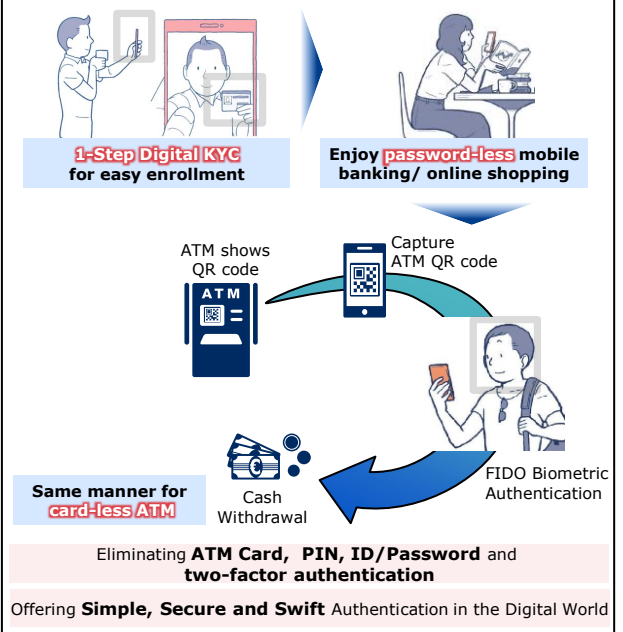 1-Step Digital KYC
for easy enrollment
Enjoy password-less mobile
banking/ online shopping
ATM shows
QR code
Capture
ATM QR code
ATM
FIDO Biometric
Authentication
Cash
Withdrawal
Same manner for
card-less ATM
Eliminating ATM Card, PIN, ID/Password and
two-factor authentication
Offering Simple, Secure and Swift Authentication in the Digital World